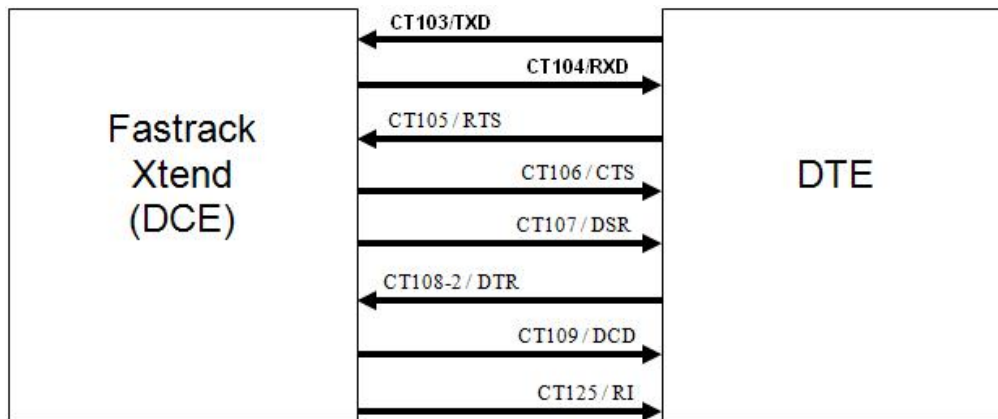 CT103/TXD
CT104/RXD
CT105 / RTS
Fastrack
Xtend
(DCE)
CT106 / CTS
DTE
CT107 / DSR
CT108-2 / DTR
CT109 / DCD
CT125 / RI